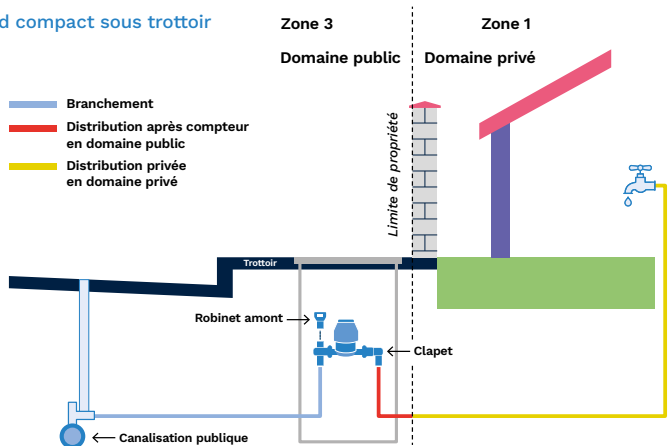 d compact sous trottoir
Zone 3
Zone 1
Domaine public
Domaine privé
Branchement
Distribution après compteur
en domaine public
Distribution privée
en domaine privé
Limite de propriété
Trottoir
Robinet amont
Clapet
Canalisation publique